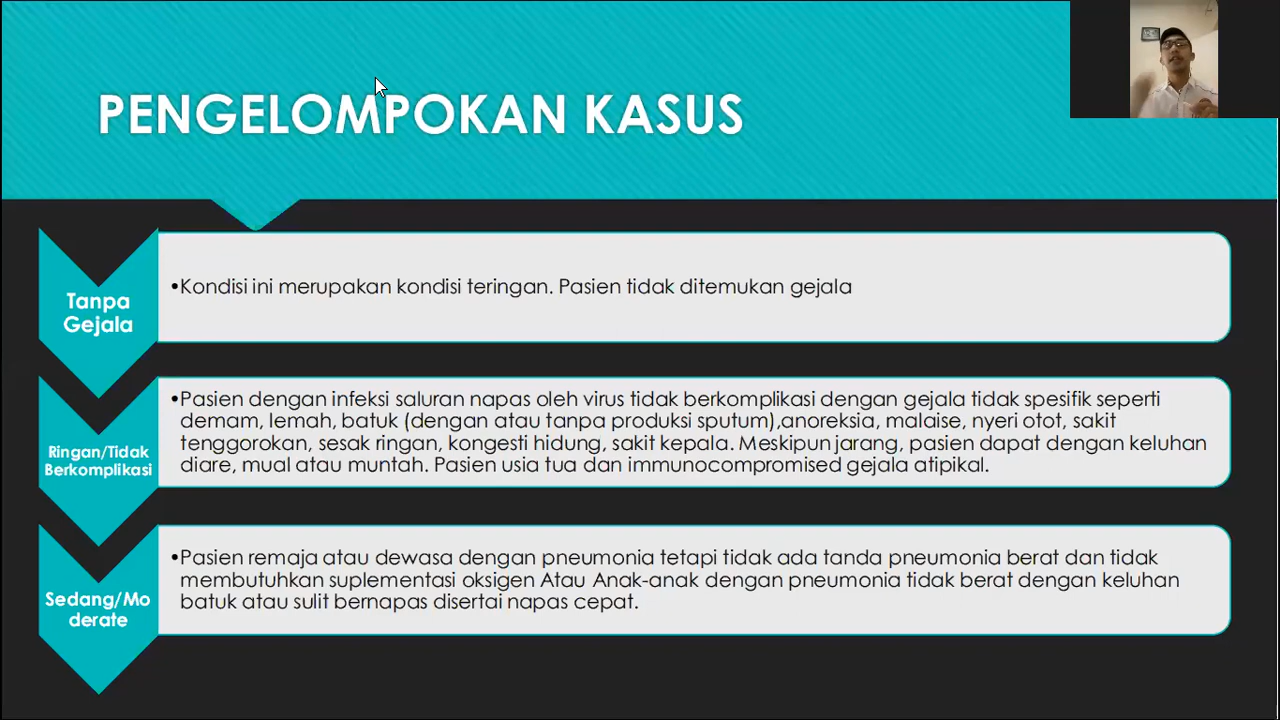 PENGELOMPOKAN KASUS
Tanpa
Gejala
•Kondisi ini merupakan kondisi teringan. Pasien tidak ditemukan gejala
Ringan/Tidak
Berkomplikasi
•Pasien dengan infeksi saluran napas oleh virus tidak berkomplikasi dengan gejala tidak spesifik seperti
demam, lemah, batuk (dengan atau tanpa produksi sputum),anoreksia, malaise, nyeri otot, sakit
tenggorokan, sesak ringan, kongesti hidung, sakit kepala. Meskipun jarang, pasien dapat dengan keluhan
diare, mual atau muntah. Pasien usia tua dan immunocompromised gejala atipikal.
Sedang/Mo
derate
•Pasien remaja atau dewasa dengan pneumonia tetapi tidak ada tanda pneumonia berat dan tidak
membutuhkan suplementasi oksigen Atau Anak-anak dengan pneumonia tidak berat dengan keluhan
batuk atau sulit bernapas disertai napas cepat.